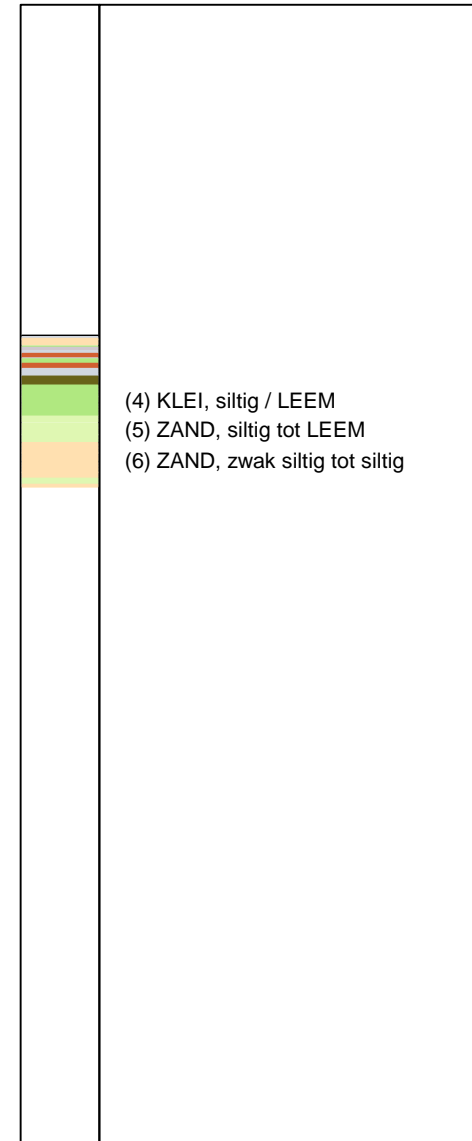 (4) KLEI, siltig / LEEM
(5) ZAND, siltig tot LEEM
(6) ZAND, zwak siltig tot siltig